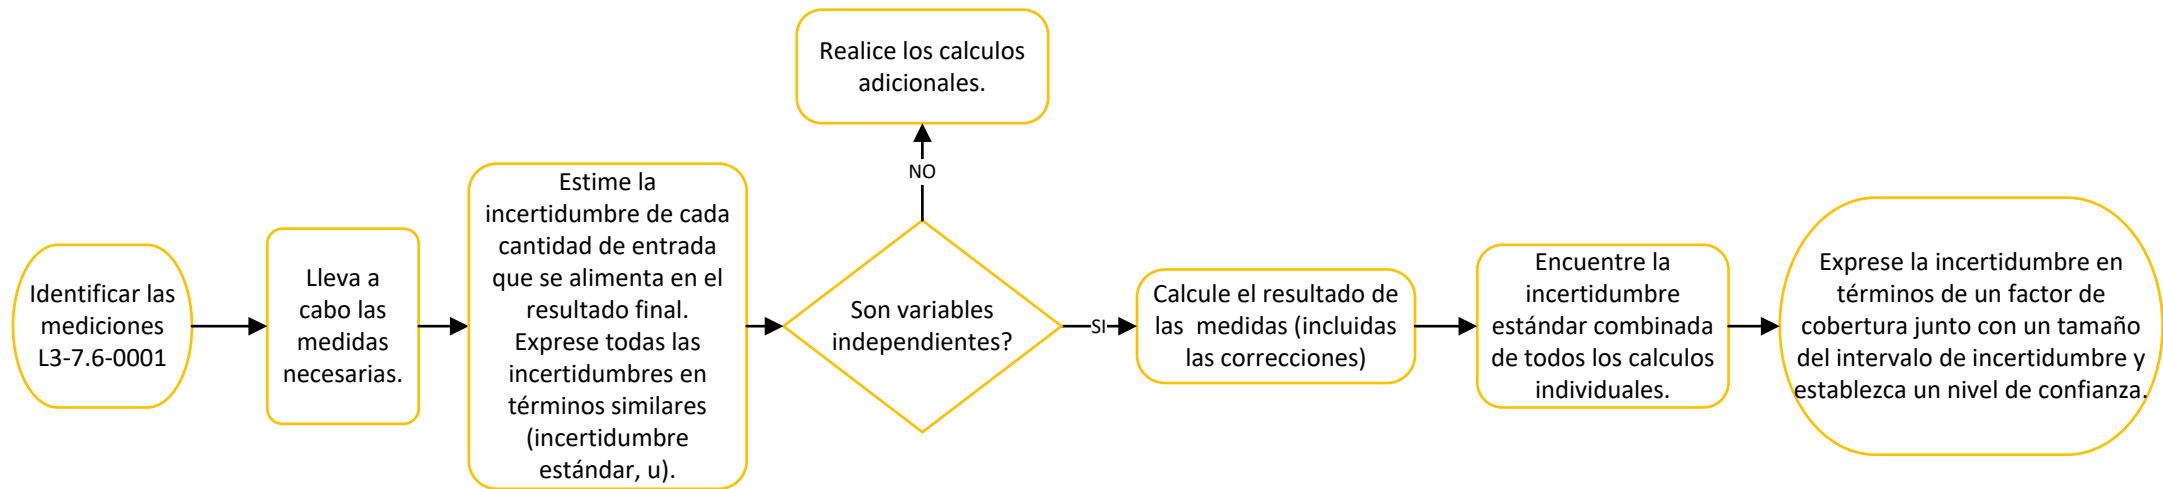 Identificar las
mediciones
L3-7.6-0001
Lleva a
cabo las
medidas
necesarias.
Estime la
incertidumbre de cada
cantidad de entrada
que se alimenta en el
resultado final.
Exprese todas las
incertidumbres en
términos similares
(incertidumbre
estándar, u).
Son variables
independientes?
NO
Realice los calculos
adicionales.
SI
Calcule el resultado de
las medidas (incluidas
las correcciones)
Encuentre la
incertidumbre
estándar combinada
de todos los calculos
individuales.
Exprese la incertidumbre en
términos de un factor de
cobertura junto con un tamaño
del intervalo de incertidumbre y
establezca un nivel de confianza.